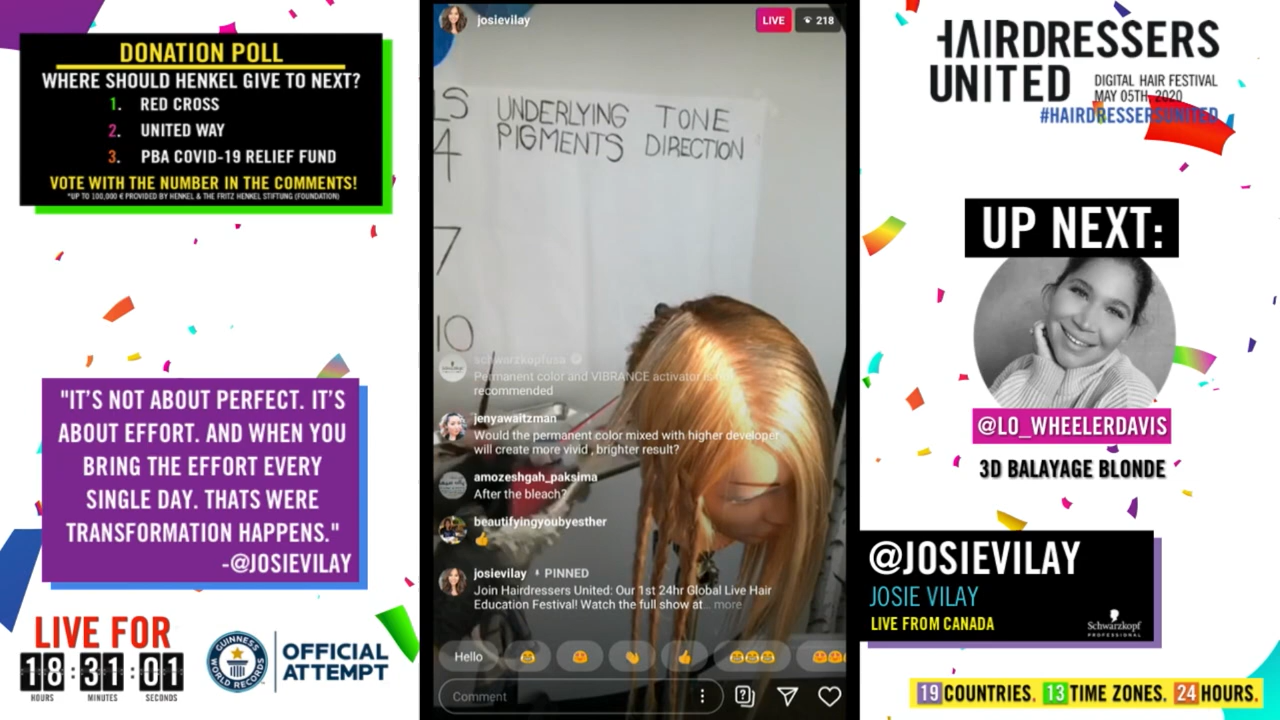 DONATION POLL
WHERE SHOULD HENKEL GIVE TO NEXT?
1. RED CROSS
2. UNITED WAY
3. PBA COVID-19 RELIEF FUND
VOTE WITH THE NUMBER IN THE COMMENTS!
*UP TO 100,000 € PROVIDED BY HENKEL & THE FRITZ HENKEL STIFTUNG (FOUNDATION)
"IT'S NOT ABOUT PERFECT. IT'S
ABOUT EFFORT. AND WHEN YOU
BRING THE EFFORT EVERY
SINGLE DAY. THATS WERE
TRANSFORMATION HAPPENS."
-@JOSIEVILAY
LIVE FOR
18:31:01
HOURS MINUTES SECONDS
GUINNESS WORLD RECORDS
OFFICIAL
ATTEMPT
josievilay
LIVE
218
LS UNDERLYING TONE
4 PIGMENTS DIRECTION
7
10
schwarzkopfusa
Permanent color and VIBRANCE activator is not
recommended
jenyawaitzman
Would the permanent color mixed with higher developer
will create more vivid , brighter result?
amozeshgah_paksima
After the bleach?
beautifyingyoubyesther
👍
josievilay PINNED
Join Hairdressers United: Our 1st 24hr Global Live Hair
Education Festival! Watch the full show at... more
Hello
Comment
HAIRDRESSERS
UNITED
DIGITAL HAIR FESTIVAL
MAY 05TH, 2020
#HAIRDRESSERSUNITED
UP NEXT:
@LO_WHEELERDAVIS
3D BALAYAGE BLONDE
@JOSIEVILAY
JOSIE VILAY
LIVE FROM CANADA
Schwarzkopf
PROFESSIONAL
19 COUNTRIES. 13 TIME ZONES. 24 HOURS.